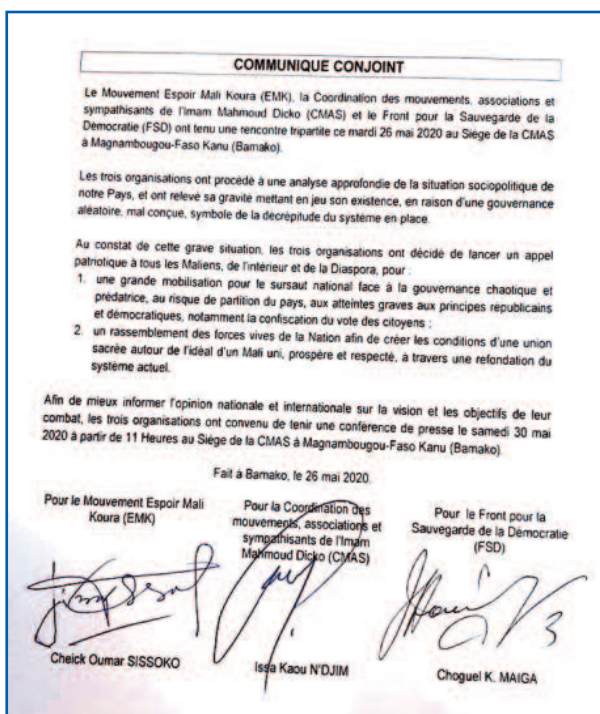 COMMUNIQUE CONJOINT
Le Mouvement Espoir Mali Koura (EMK), la Coordination des mouvements, associations et
sympathisants de l'Imam Mahmoud Dicko (CMAS) et le Front pour la Sauvegarde de la
Démocratie (FSD) ont tenu une rencontre tripartite ce mardi 26 mai 2020 au Siège de la CMAS
à Magnambougou-Faso Kanu (Bamako).
Les trois organisations ont procédé à une analyse approfondie de la situation sociopolitique de
notre Pays, et ont relevé sa gravité mettant en jeu son existence, en raison d'une gouvernance
aléatoire, mal conçue, symbole de la décrépitude du système en place.
Au constat de cette grave situation, les trois organisations ont décidé de lancer un appel
patriotique à tous les Maliens, de l'intérieur et de la Diaspora, pour :
1. une grande mobilisation pour le sursaut national face à la gouvernance chaotique et
prédatrice, au risque de partition du pays, aux atteintes graves aux principes républicains
et démocratiques, notamment la confiscation du vote des citoyens ;
2. un rassemblement des forces vives de la Nation afin de créer les conditions d'une union
sacrée autour de l'idéal d'un Mali uni, prospère et respecté, à travers une refondation du
système actuel.
Afin de mieux informer l'opinion nationale et internationale sur la vision et les objectifs de leur
combat, les trois organisations ont convenu de tenir une conférence de presse le samedi 30 mai
2020 à partir de 11 Heures au Siège de la CMAS à Magnambougou-Faso Kanu (Bamako).
Fait à Bamako, le 26 mai 2020.
Pour le Mouvement Espoir Mali
Koura (EMK)
Pour la Coordination des
mouvements, associations et
sympathisants de l'Imam
Mahmoud Dicko (CMAS)
Pour le Front pour la
Sauvegarde de la Démocratie
(FSD)
Cheick Oumar SISSOKO
Issa Kaou N'DJIM
Choguel K. MAIGA